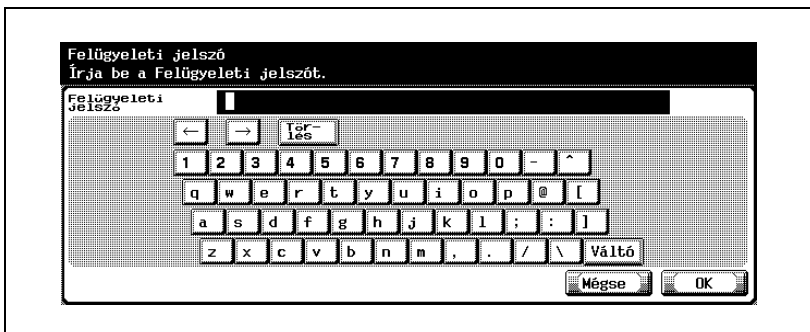 Felügyeleti jelszó
Írja be a Felügyeleti jelszót.
Felügyeleti
jelszó
← → Tör-
lés
1 2 3 4 5 6 7 8 9 0 - ^
q w e r t y u i o p @ [
a s d f g h j k l ; : ]
z x c v b n m , . / \ Váltó
Mégse OK